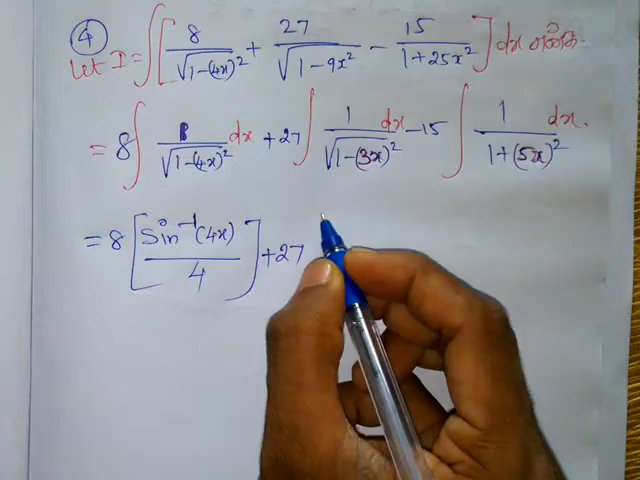 ④ Let I = ∫ [ 8/√(1-(4x)²) + 27/√(1-9x²) - 15/(1+25x²) ] dx
= 8 ∫ 1/√(1-(4x)²) dx + 27 ∫ 1/√(1-(3x)²) dx - 15 ∫ 1/(1+(5x)²) dx.
= 8 [ Sin⁻¹(4x)/4 ] + 27